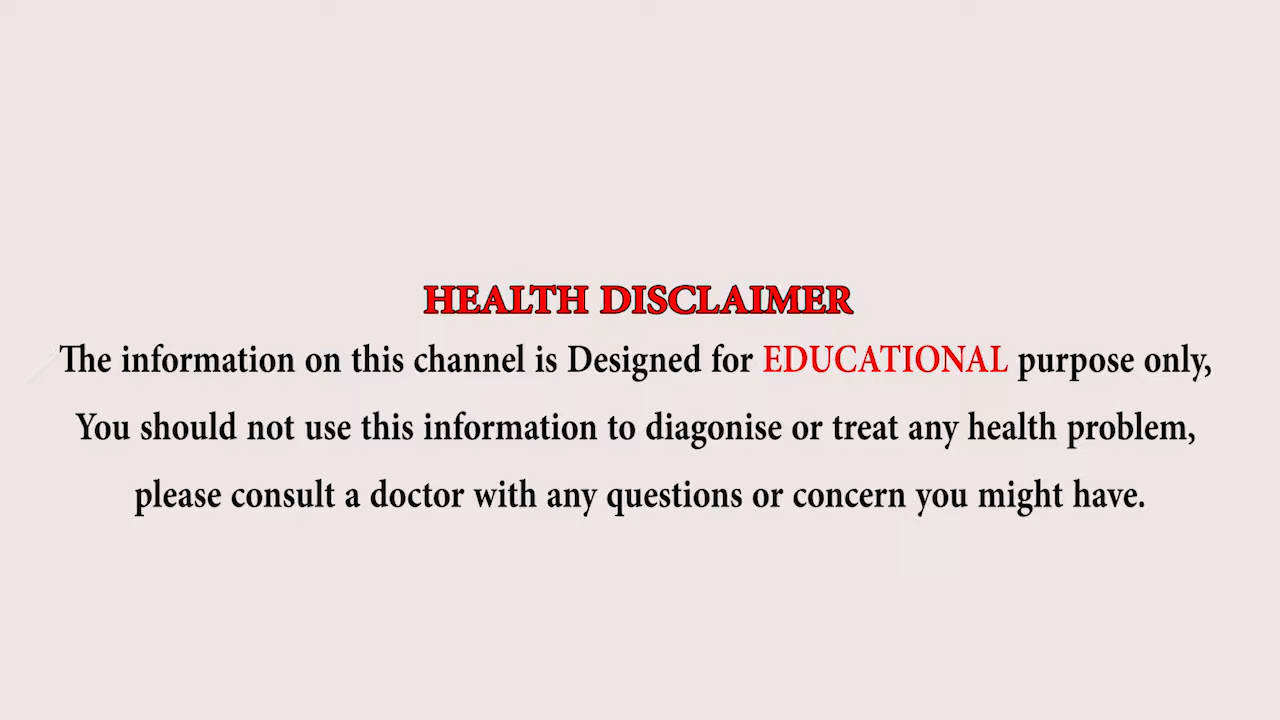 HEALTH DISCLAIMER
The information on this channel is Designed for EDUCATIONAL purpose only,
You should not use this information to diagonise or treat any health problem,
please consult a doctor with any questions or concern you might have.